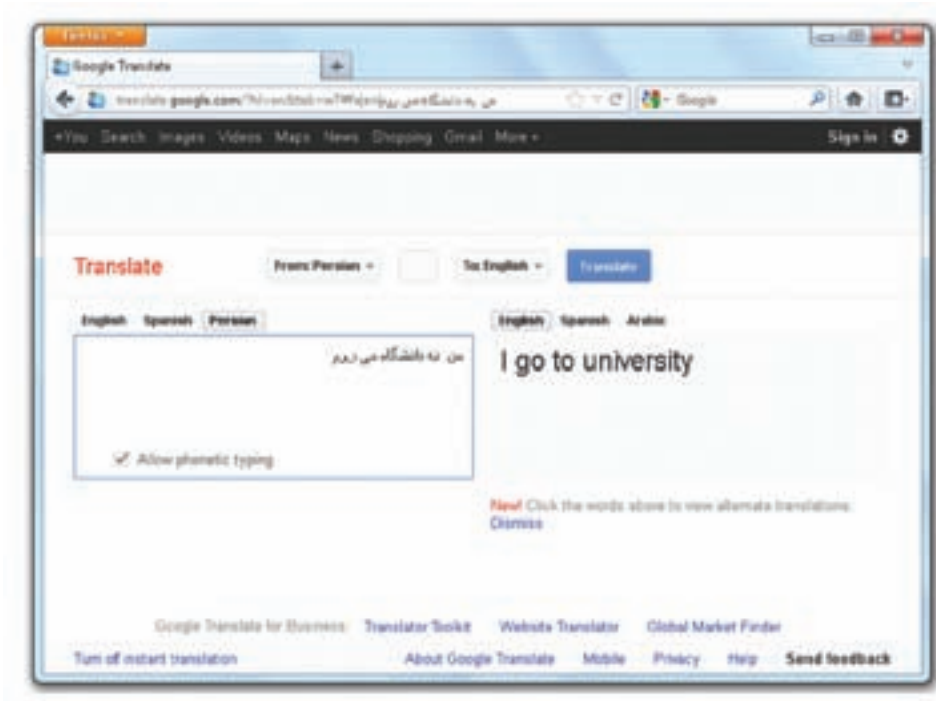 Firefox
Google Translate
+
Google
+You Search Images Videos Maps News Shopping Gmail More
Sign in
Translate
From: Persian
To: English
Translate
English Spanish Persian
English Spanish Arabic
من به دانشگاه می روم
I go to university
Allow phonetic typing
New! Click the words above to view alternate translations.
Dismiss
Google Translate for Business: Translator Toolkit Website Translator Global Market Finder
Turn off instant translation About Google Translate Mobile Privacy Help Send feedback